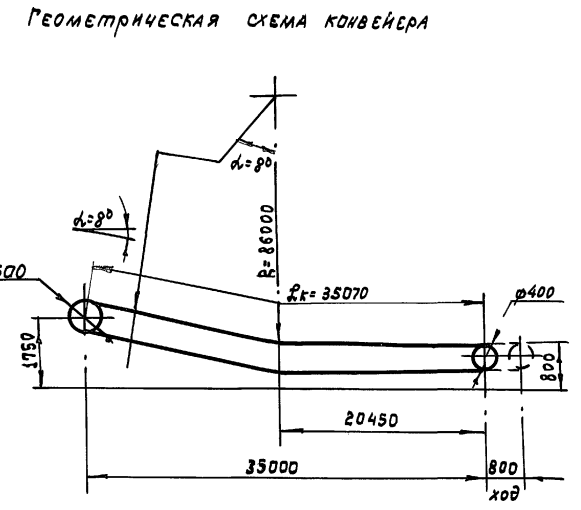 Геометрическая схема конвейера
α=8°
α=8°
R=86000
Lк=35070
φ400
1750
800
20450
35000
800
ход